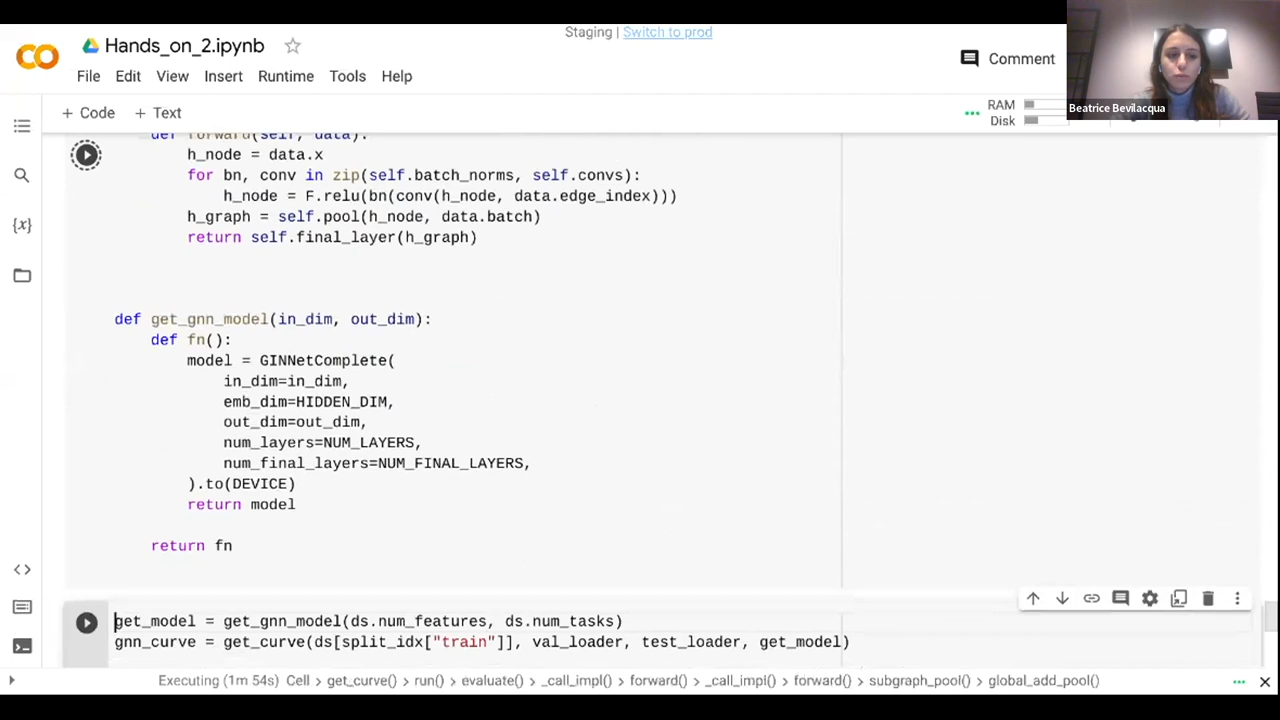 Staging | Switch to prod
Hands_on_2.ipynb
File Edit View Insert Runtime Tools Help
Comment
Beatrice Bevilacqua
+ Code + Text
RAM
Disk
def forward(self, data):
h_node = data.x
for bn, conv in zip(self.batch_norms, self.convs):
h_node = F.relu(bn(conv(h_node, data.edge_index)))
h_graph = self.pool(h_node, data.batch)
return self.final_layer(h_graph)
def get_gnn_model(in_dim, out_dim):
def fn():
model = GINNetComplete(
in_dim=in_dim,
emb_dim=HIDDEN_DIM,
out_dim=out_dim,
num_layers=NUM_LAYERS,
num_final_layers=NUM_FINAL_LAYERS,
).to(DEVICE)
return model
return fn
get_model = get_gnn_model(ds.num_features, ds.num_tasks)
gnn_curve = get_curve(ds[split_idx["train"]], val_loader, test_loader, get_model)
Executing (1m 54s) Cell > get_curve() > run() > evaluate() > _call_impl() > forward() > _call_impl() > forward() > subgraph_pool() > global_add_pool()